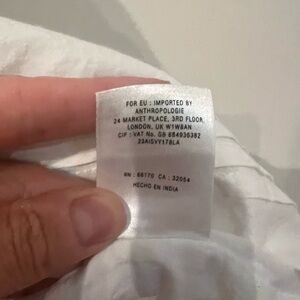 FOR EU : IMPORTED BY
ANTHROPOLOGIE
24 MARKET PLACE, 3RD FLOOR,
LONDON, UK W1W8AN
CIF : VAT No. GB 684936382
23AISVY178LA
RN : 66170 CA : 32054
HECHO EN INDIA